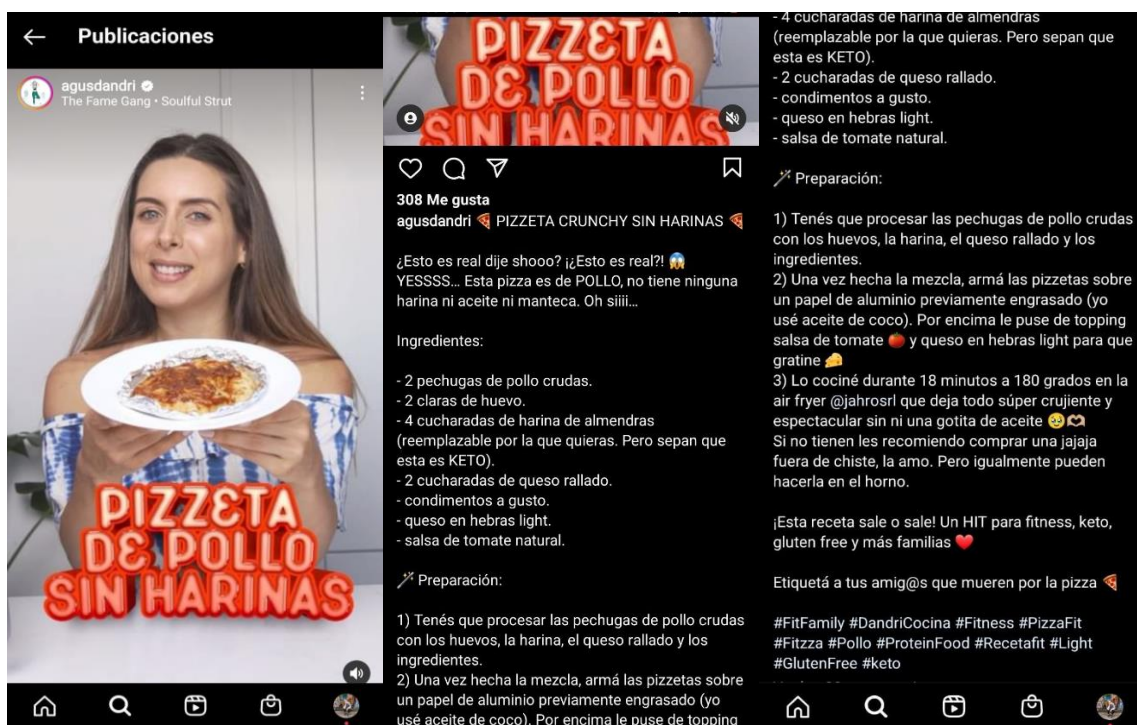 Publicaciones
agusdandri
The Fame Gang • Soulful Strut
PIZZETA
DE POLLO
SIN HARINAS
PIZZETA
DE POLLO
SIN HARINAS
308 Me gusta
agusdandri 🍕 PIZZETA CRUNCHY SIN HARINAS 🍕
¿Esto es real dije shooo? ¡¿Esto es real?! 😱
YESSSS... Esta pizza es de POLLO, no tiene ninguna
harina ni aceite ni manteca. Oh siiii...
Ingredientes:
- 2 pechugas de pollo crudas.
- 2 claras de huevo.
- 4 cucharadas de harina de almendras
(reemplazable por la que quieras. Pero sepan que
esta es KETO).
- 2 cucharadas de queso rallado.
- condimentos a gusto.
- queso en hebras light.
- salsa de tomate natural.
🪄 Preparación:
1) Tenés que procesar las pechugas de pollo crudas
con los huevos, la harina, el queso rallado y los
ingredientes.
2) Una vez hecha la mezcla, armá las pizzetas sobre
un papel de aluminio previamente engrasado (yo
usé aceite de coco). Por encima le puse de topping
- 4 cucharadas de harina de almendras
(reemplazable por la que quieras. Pero sepan que
esta es KETO).
- 2 cucharadas de queso rallado.
- condimentos a gusto.
- queso en hebras light.
- salsa de tomate natural.
🪄 Preparación:
1) Tenés que procesar las pechugas de pollo crudas
con los huevos, la harina, el queso rallado y los
ingredientes.
2) Una vez hecha la mezcla, armá las pizzetas sobre
un papel de aluminio previamente engrasado (yo
usé aceite de coco). Por encima le puse de topping
salsa de tomate 🍅 y queso en hebras light para que
gratine 🧀
3) Lo cociné durante 18 minutos a 180 grados en la
air fryer @jahrosrl que deja todo súper crujiente y
espectacular sin ni una gotita de aceite 🥹🫶🏽
Si no tienen les recomiendo comprar una jajaja
fuera de chiste, la amo. Pero igualmente pueden
hacerla en el horno.
¡Esta receta sale o sale! Un HIT para fitness, keto,
gluten free y más familias ❤️
Etiquetá a tus amig@s que mueren por la pizza 🍕
#FitFamily #DandriCocina #Fitness #PizzaFit
#Fitzza #Pollo #ProteinFood #Recetafit #Light
#GlutenFree #keto